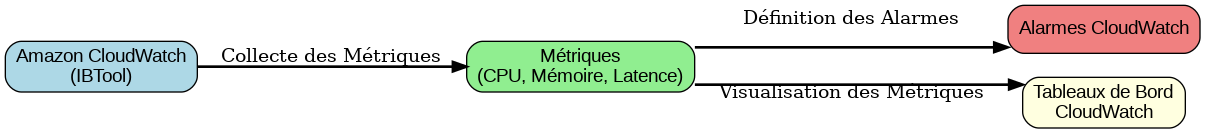 Amazon CloudWatch
(IBTool)
Collecte des Métriques
Métriques
(CPU, Mémoire, Latence)
Définition des Alarmes
Alarmes CloudWatch
Visualisation des Métriques
Tableaux de Bord
CloudWatch